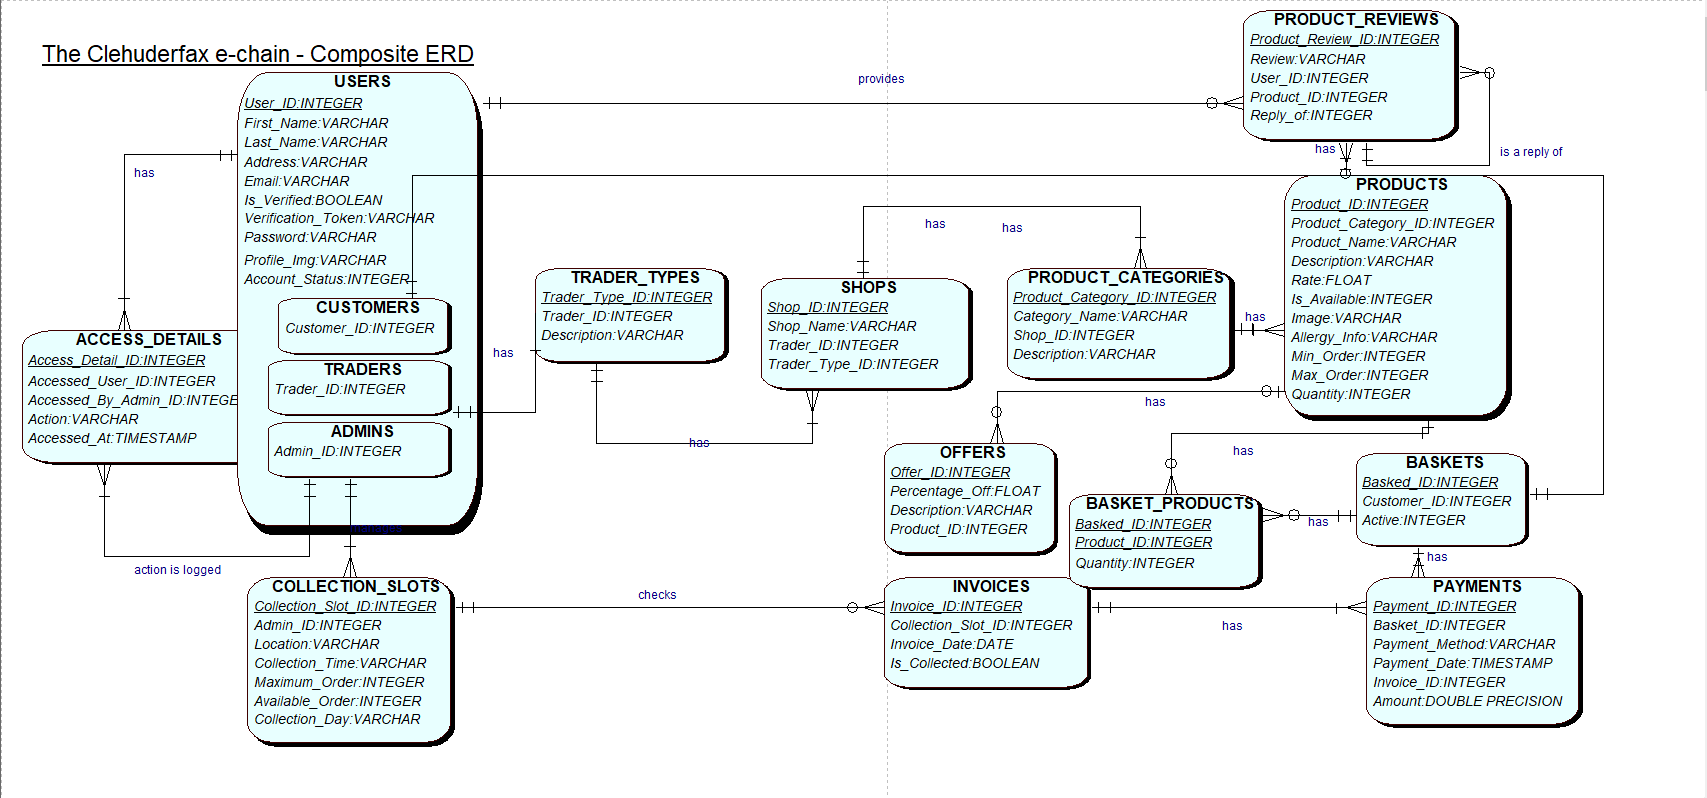 The Clehuderfax e-chain - Composite ERD
USERS
User_ID:INTEGER
First_Name:VARCHAR
Last_Name:VARCHAR
Address:VARCHAR
Email:VARCHAR
Is_Verified:BOOLEAN
Verification_Token:VARCHAR
Password:VARCHAR
Profile_Img:VARCHAR
Account_Status:INTEGER
CUSTOMERS
Customer_ID:INTEGER
TRADERS
Trader_ID:INTEGER
ADMINS
Admin_ID:INTEGER
has
ACCESS_DETAILS
Access_Detail_ID:INTEGER
Accessed_User_ID:INTEGER
Accessed_By_Admin_ID:INTEGE
Action:VARCHAR
Accessed_At:TIMESTAMP
action is logged
COLLECTION_SLOTS
Collection_Slot_ID:INTEGER
Admin_ID:INTEGER
Location:VARCHAR
Collection_Time:VARCHAR
Maximum_Order:INTEGER
Available_Order:INTEGER
Collection_Day:VARCHAR
provides
has
TRADER_TYPES
Trader_Type_ID:INTEGER
Trader_ID:INTEGER
Description:VARCHAR
has
SHOPS
Shop_ID:INTEGER
Shop_Name:VARCHAR
Trader_ID:INTEGER
Trader_Type_ID:INTEGER
has
has
PRODUCT_CATEGORIES
Product_Category_ID:INTEGER
Category_Name:VARCHAR
Shop_ID:INTEGER
Description:VARCHAR
has
PRODUCT_REVIEWS
Product_Review_ID:INTEGER
Review:VARCHAR
User_ID:INTEGER
Product_ID:INTEGER
Reply_of:INTEGER
has
is a reply of
PRODUCTS
Product_ID:INTEGER
Product_Category_ID:INTEGER
Product_Name:VARCHAR
Description:VARCHAR
Rate:FLOAT
Is_Available:INTEGER
Image:VARCHAR
Allergy_Info:VARCHAR
Min_Order:INTEGER
Max_Order:INTEGER
Quantity:INTEGER
has
has
OFFERS
Offer_ID:INTEGER
Percentage_Off:FLOAT
Description:VARCHAR
Product_ID:INTEGER
BASKET_PRODUCTS
Basked_ID:INTEGER
Product_ID:INTEGER
Quantity:INTEGER
has
BASKETS
Basked_ID:INTEGER
Customer_ID:INTEGER
Active:INTEGER
has
checks
INVOICES
Invoice_ID:INTEGER
Collection_Slot_ID:INTEGER
Invoice_Date:DATE
Is_Collected:BOOLEAN
has
PAYMENTS
Payment_ID:INTEGER
Basket_ID:INTEGER
Payment_Method:VARCHAR
Payment_Date:TIMESTAMP
Invoice_ID:INTEGER
Amount:DOUBLE PRECISION